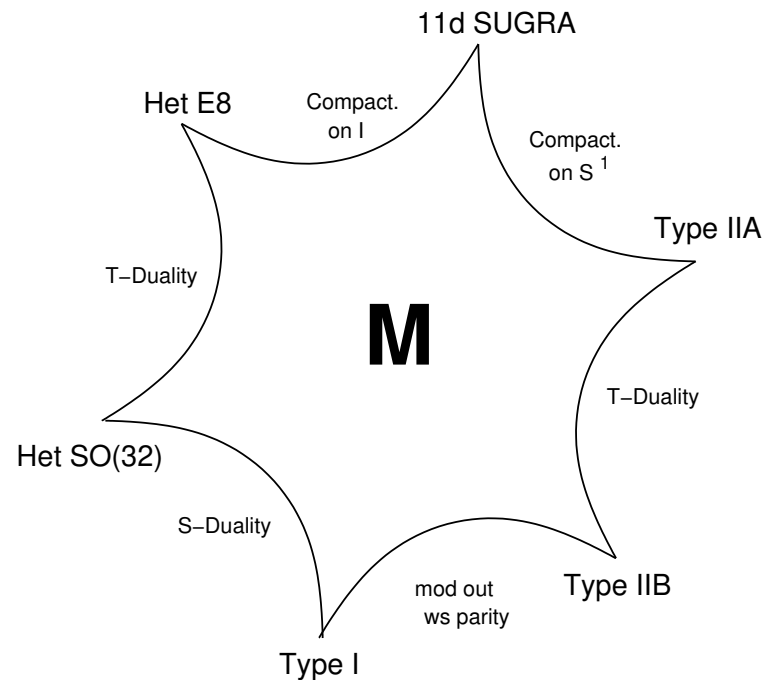 11d SUGRA
Het E8
Compact.
on I
Compact.
on S 1
Type IIA
T–Duality
M
T–Duality
Het SO(32)
S–Duality
Type IIB
mod out
ws parity
Type I